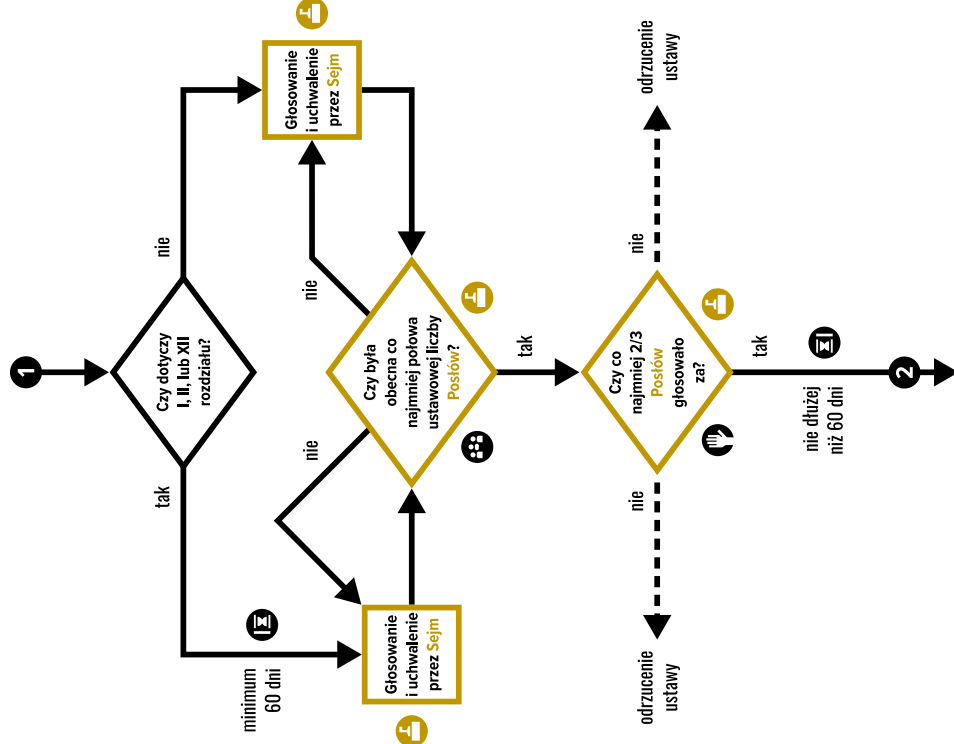 1
Czy dotyczy
I, II, lub XII
rozdziału?
tak
nie
minimum
60 dni
Głosowanie
i uchwalenie
przez Sejm
Głosowanie
i uchwalenie
przez Sejm
nie
nie
Czy była
obecna co
najmniej połowa
ustawowej liczby
Posłów?
tak
Czy co
najmniej 2/3
Posłów
głosowało
za?
nie
nie
odrzucenie
ustawy
odrzucenie
ustawy
tak
nie dłużej
niż 60 dni
2